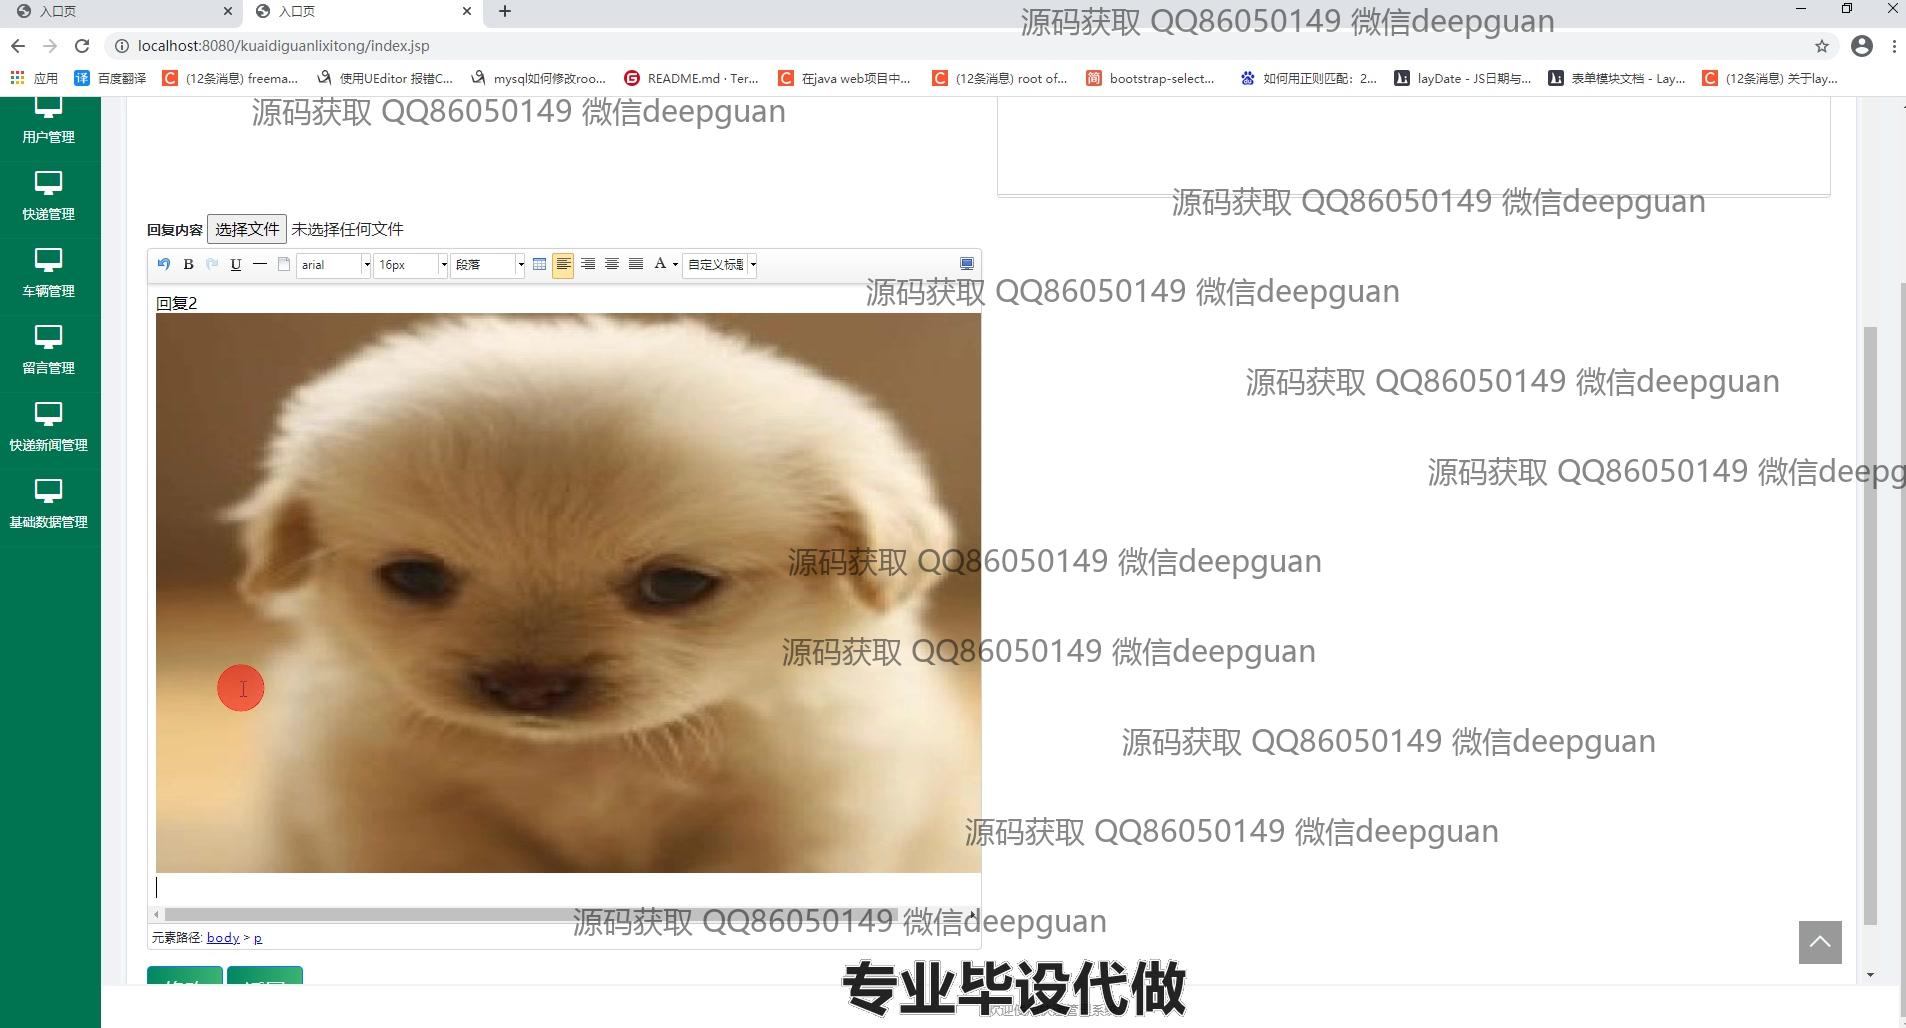 入口页
入口页
源码获取 QQ86050149 微信deepguan
localhost:8080/kuaidiguanlixitong/index.jsp
应用
百度翻译
(12条消息) freema...
使用UEditor 报错C...
mysql如何修改roo...
README.md · Ter...
在java web项目中...
(12条消息) root of...
bootstrap-select...
如何用正则匹配：2...
layDate - JS日期与...
表单模块文档 - Lay...
(12条消息) 关于lay...
源码获取 QQ86050149 微信deepguan
用户管理
源码获取 QQ86050149 微信deepguan
快递管理
回复内容 选择文件 未选择任何文件
arial
16px
段落
自定义标题
车辆管理
源码获取 QQ86050149 微信deepguan
回复2
留言管理
源码获取 QQ86050149 微信deepguan
快递新闻管理
源码获取 QQ86050149 微信deepg
基础数据管理
源码获取 QQ86050149 微信deepguan
源码获取 QQ86050149 微信deepguan
源码获取 QQ86050149 微信deepguan
源码获取 QQ86050149 微信deepguan
源码获取 QQ86050149 微信deepguan
元素路径: body > p
专业毕设代做